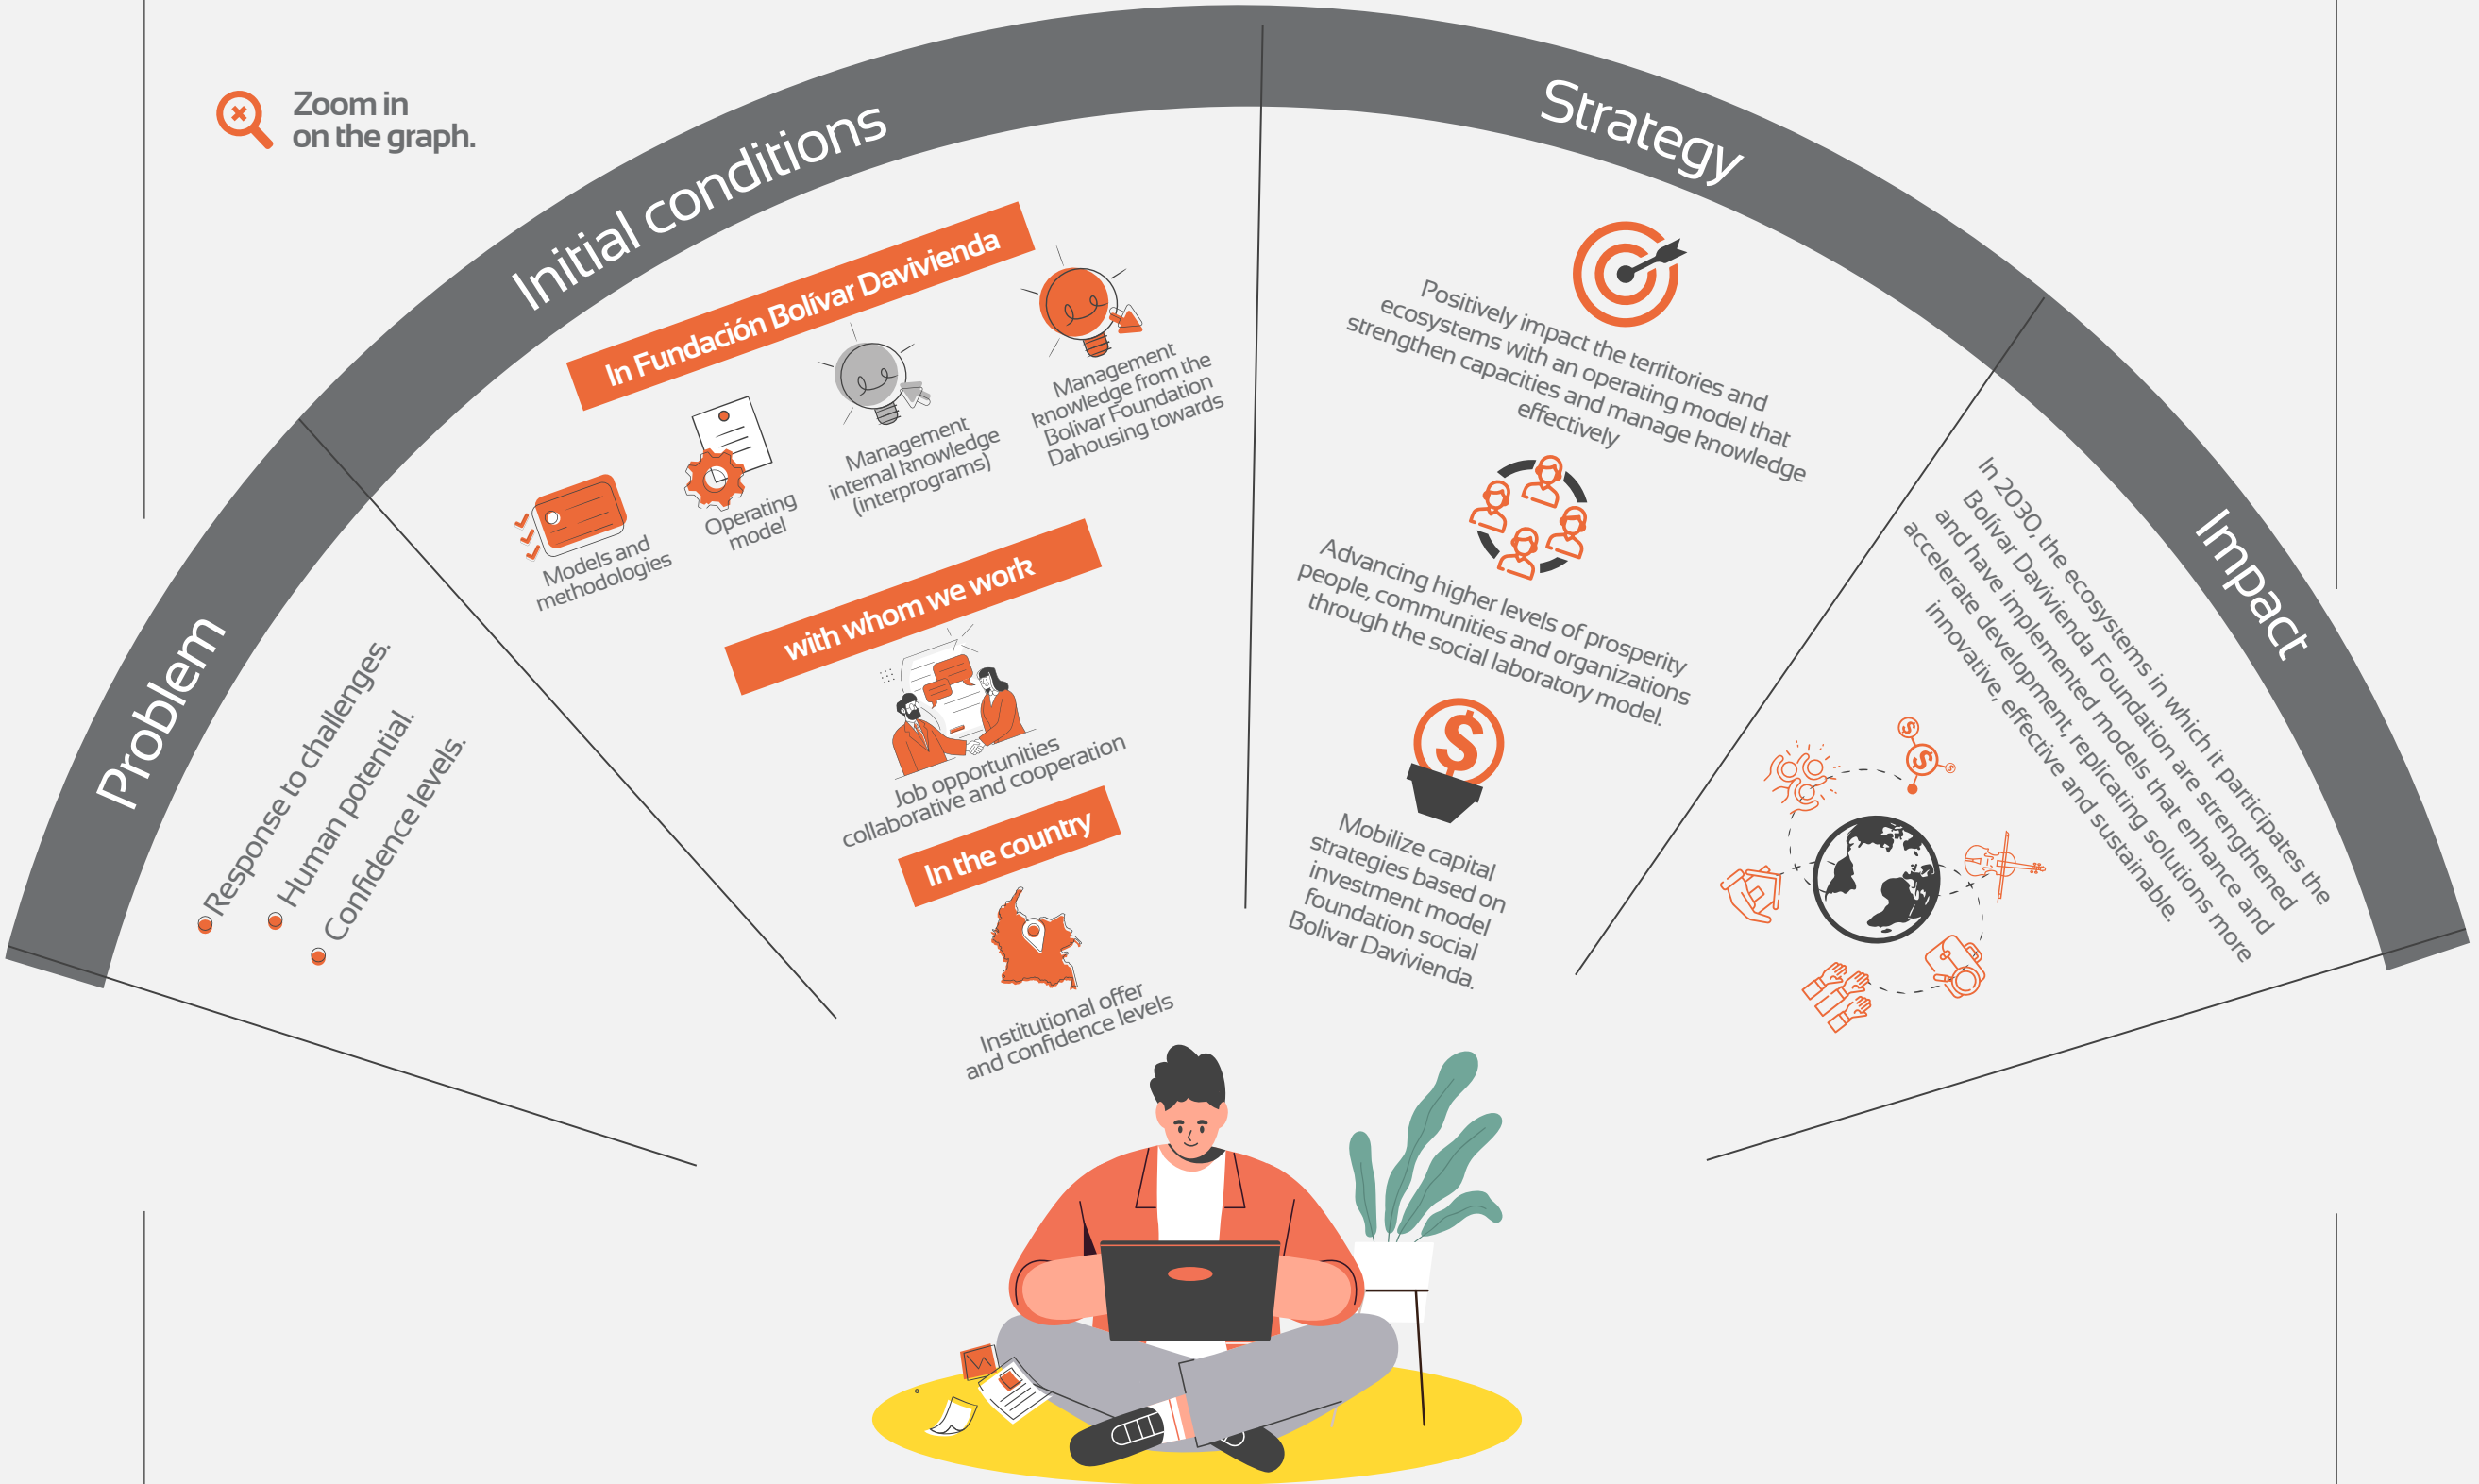 Zoom in
on the graph.
Problem
Response to challenges.
Human potential.
Confidence levels.
Initial conditions
In Fundación Bolívar Davivienda
Models and
methodologies
Operating
model
Management
internal knowledge
(interprograms)
Management
knowledge from the
Bolivar Foundation
Dahousing towards
with whom we work
Job opportunities
collaborative and cooperation
In the country
Institutional offer
and confidence levels
Strategy
Positively impact the territories and
ecosystems with an operating model that
strengthen capacities and manage knowledge
effectively
Advancing higher levels of prosperity
people, communities and organizations
through the social laboratory model.
Mobilize capital
strategies based on
investment model
foundation social
Bolivar Davivienda.
Impact
In 2030, the ecosystems in which it participates the
Bolívar Davivienda Foundation are strengthened
and have implemented models that enhance and
accelerate development, replicating solutions more
innovative, effective and sustainable.